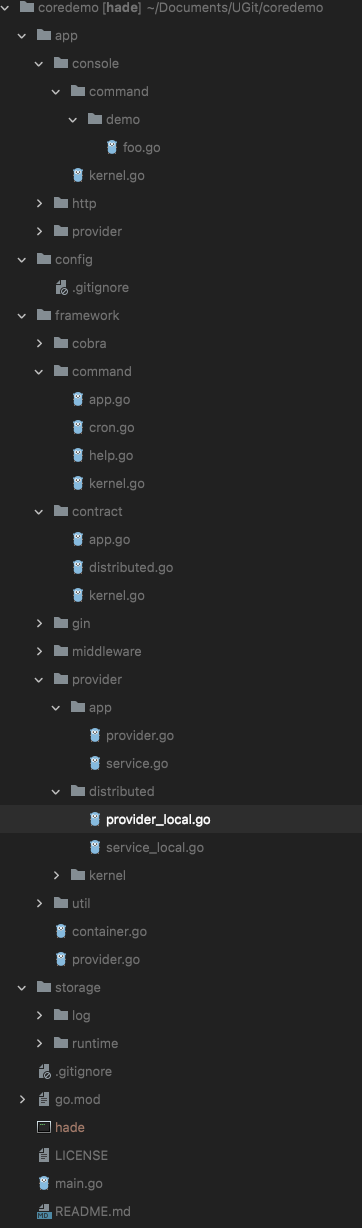 coredemo [hade] ~/Documents/UGit/coredemo
app
console
command
demo
foo.go
kernel.go
http
provider
config
.gitignore
framework
cobra
command
app.go
cron.go
help.go
kernel.go
contract
app.go
distributed.go
kernel.go
gin
middleware
provider
app
provider.go
service.go
distributed
provider_local.go
service_local.go
kernel
util
container.go
provider.go
storage
log
runtime
.gitignore
go.mod
hade
LICENSE
main.go
README.md